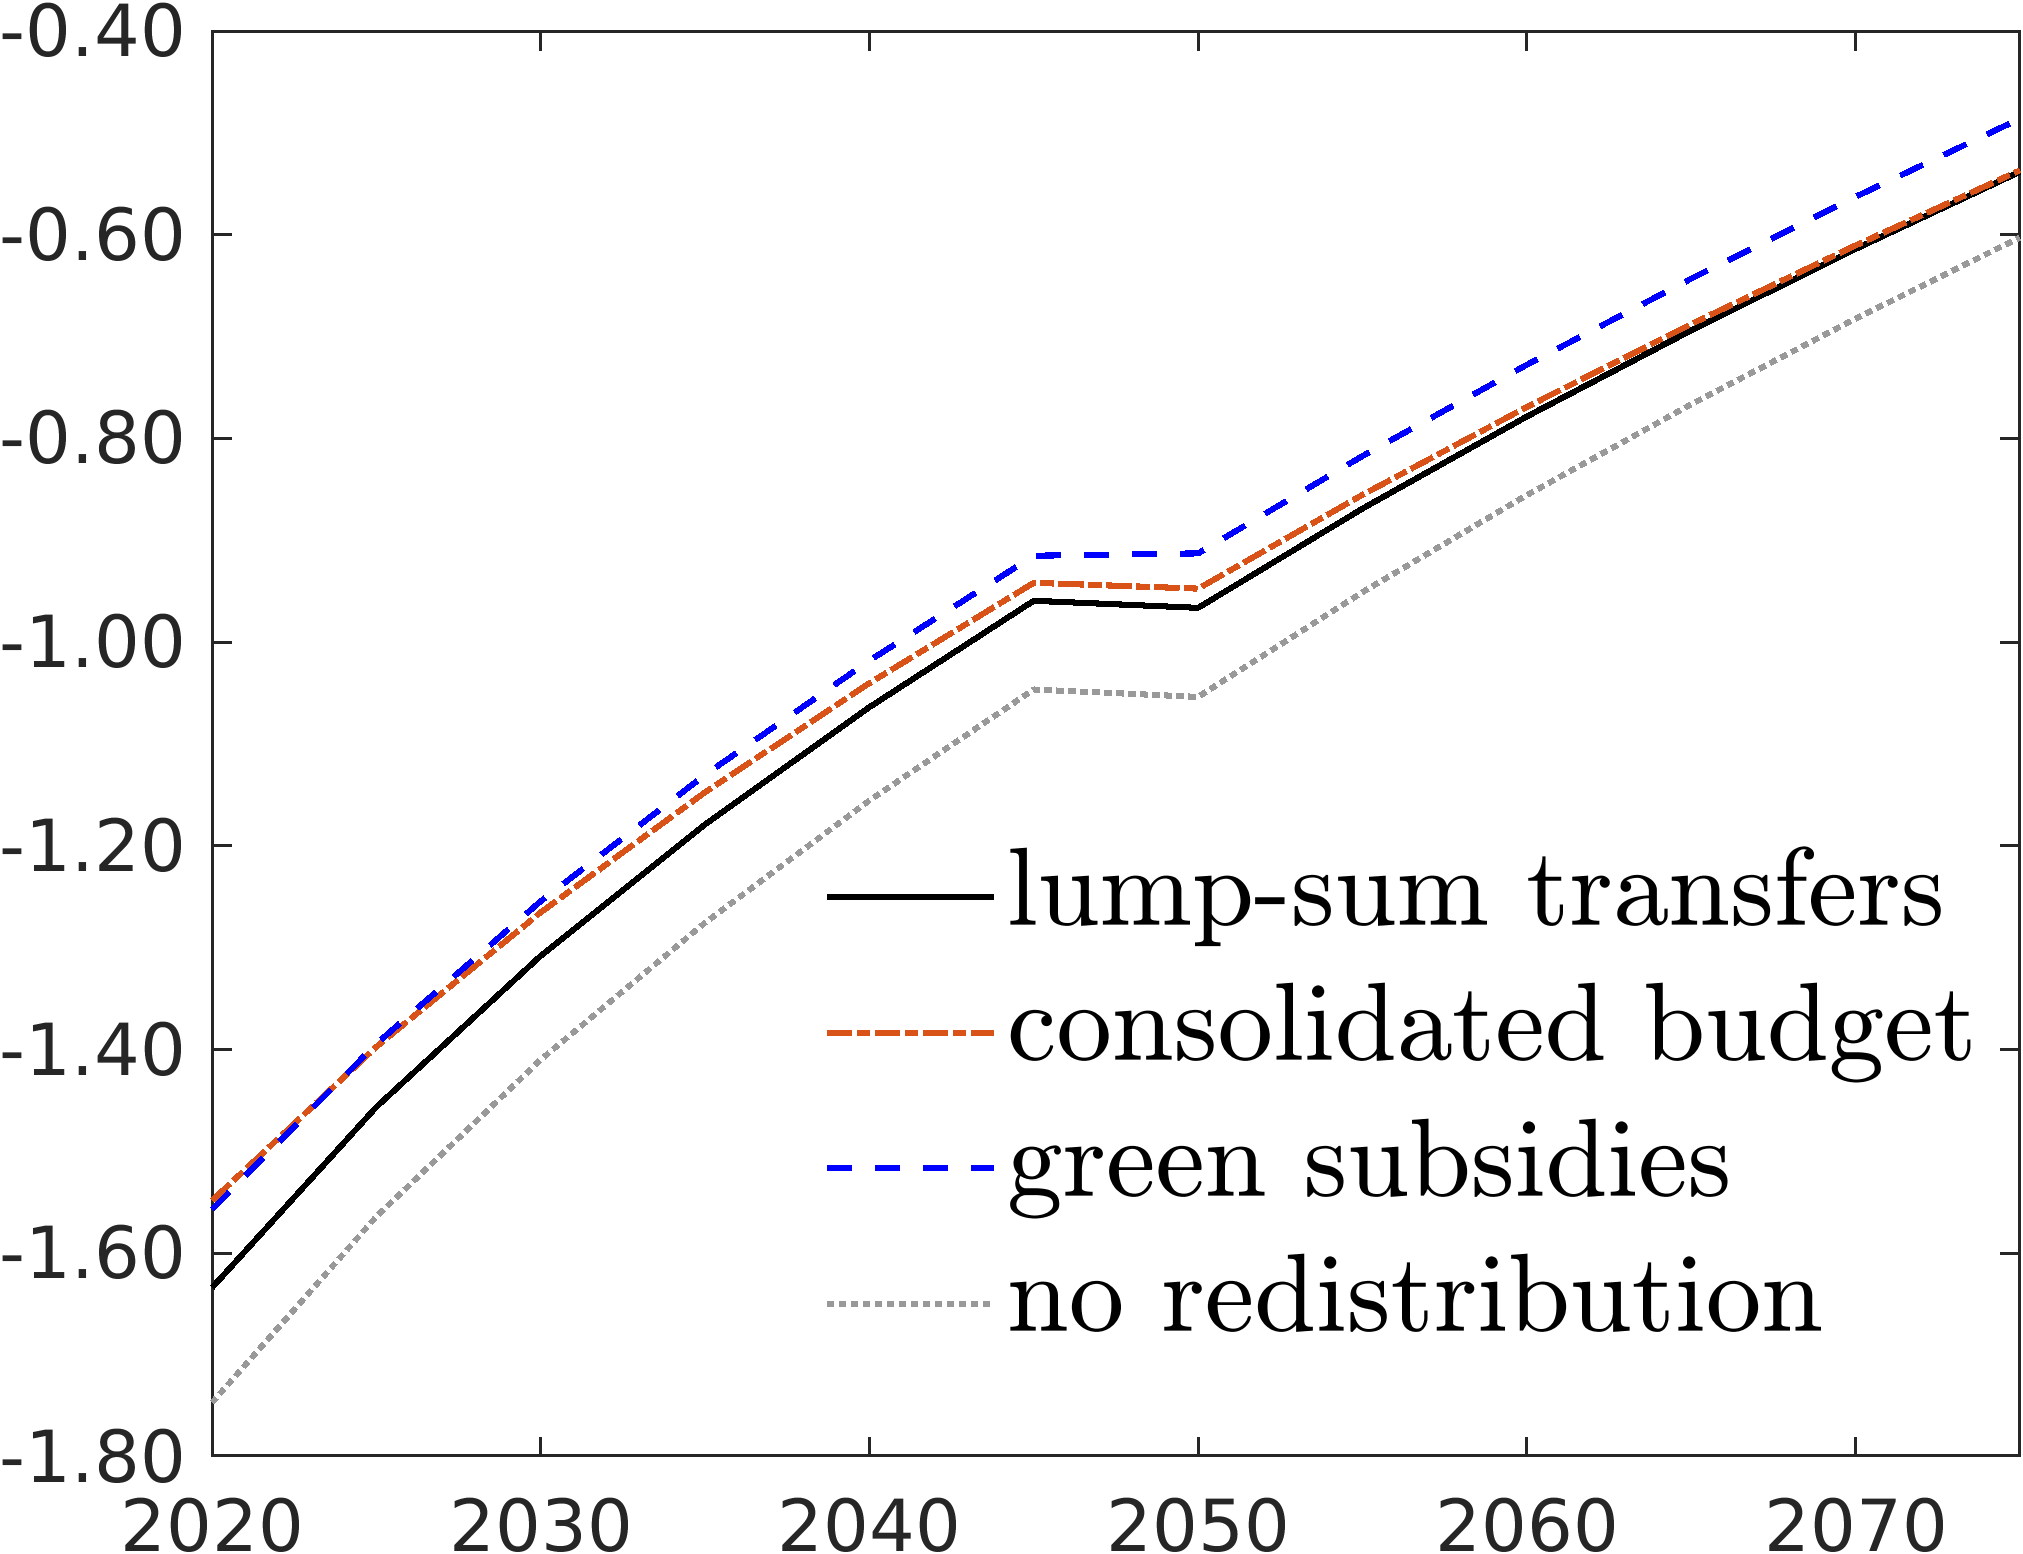 -0.40
-0.60
-0.80
-1.00
-1.20
-1.40
-1.60
-1.80
2020 2030 2040 2050 2060 2070
lump-sum transfers
consolidated budget
green subsidies
no redistribution